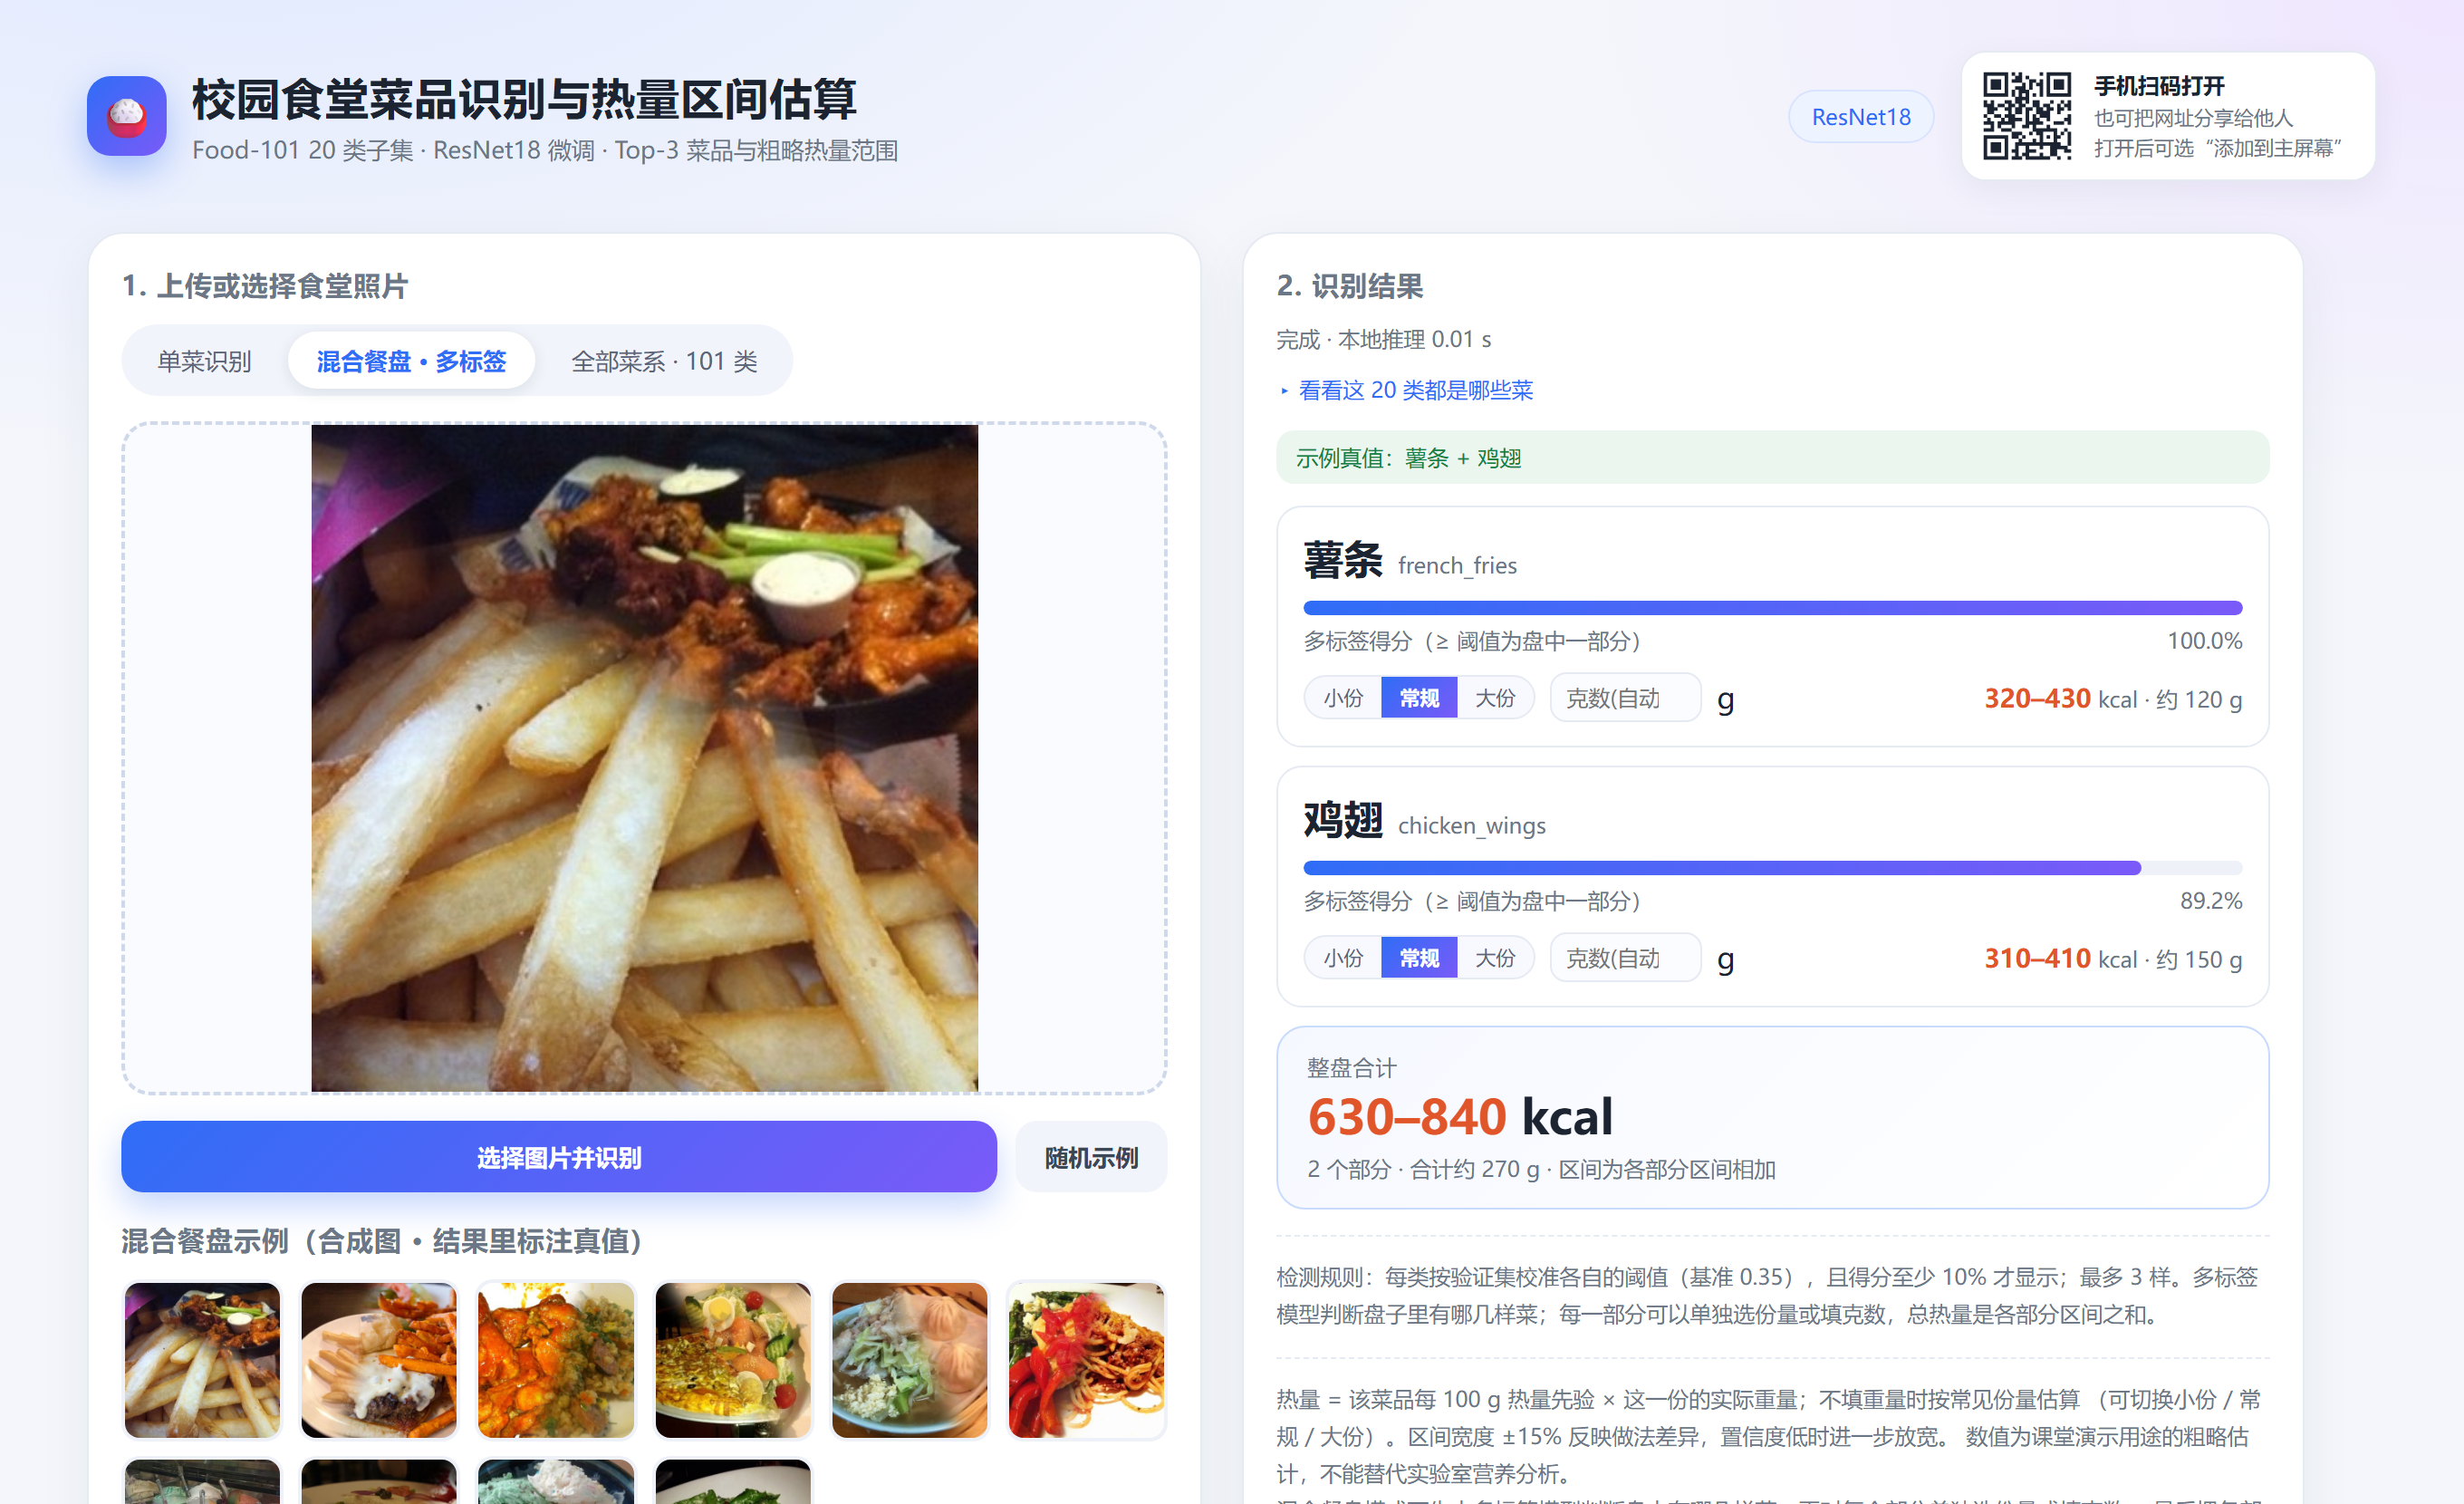 校园食堂菜品识别与热量区间估算
Food-101 20 类子集 · ResNet18 微调 · Top-3 菜品与粗略热量范围
ResNet18
手机扫码打开
也可把网址分享给他人
打开后可选“添加到主屏幕”
1. 上传或选择食堂照片
单菜识别
混合餐盘 · 多标签
全部菜系 · 101 类
选择图片并识别
随机示例
混合餐盘示例（合成图 · 结果里标注真值）
2. 识别结果
完成 · 本地推理 0.01 s
▸ 看看这 20 类都是哪些菜
示例真值：薯条 + 鸡翅
薯条 french_fries
多标签得分（≥ 阈值为盘中一部分） 100.0%
小份 常规 大份 克数(自动 g 320–430 kcal · 约 120 g
鸡翅 chicken_wings
多标签得分（≥ 阈值为盘中一部分） 89.2%
小份 常规 大份 克数(自动 g 310–410 kcal · 约 150 g
整盘合计
630–840 kcal
2 个部分 · 合计约 270 g · 区间为各部分区间相加
检测规则：每类按验证集校准各自的阈值（基准 0.35），且得分至少 10% 才显示；最多 3 样。多标签
模型判断盘子里有哪几样菜；每一部分可以单独选份量或填克数，总热量是各部分区间之和。
热量 = 该菜品每 100 g 热量先验 × 这一份的实际重量；不填重量时按常见份量估算 （可切换小份 / 常
规 / 大份）。区间宽度 ±15% 反映做法差异，置信度低时进一步放宽。 数值为课堂演示用途的粗略估
计，不能替代实验室营养分析。